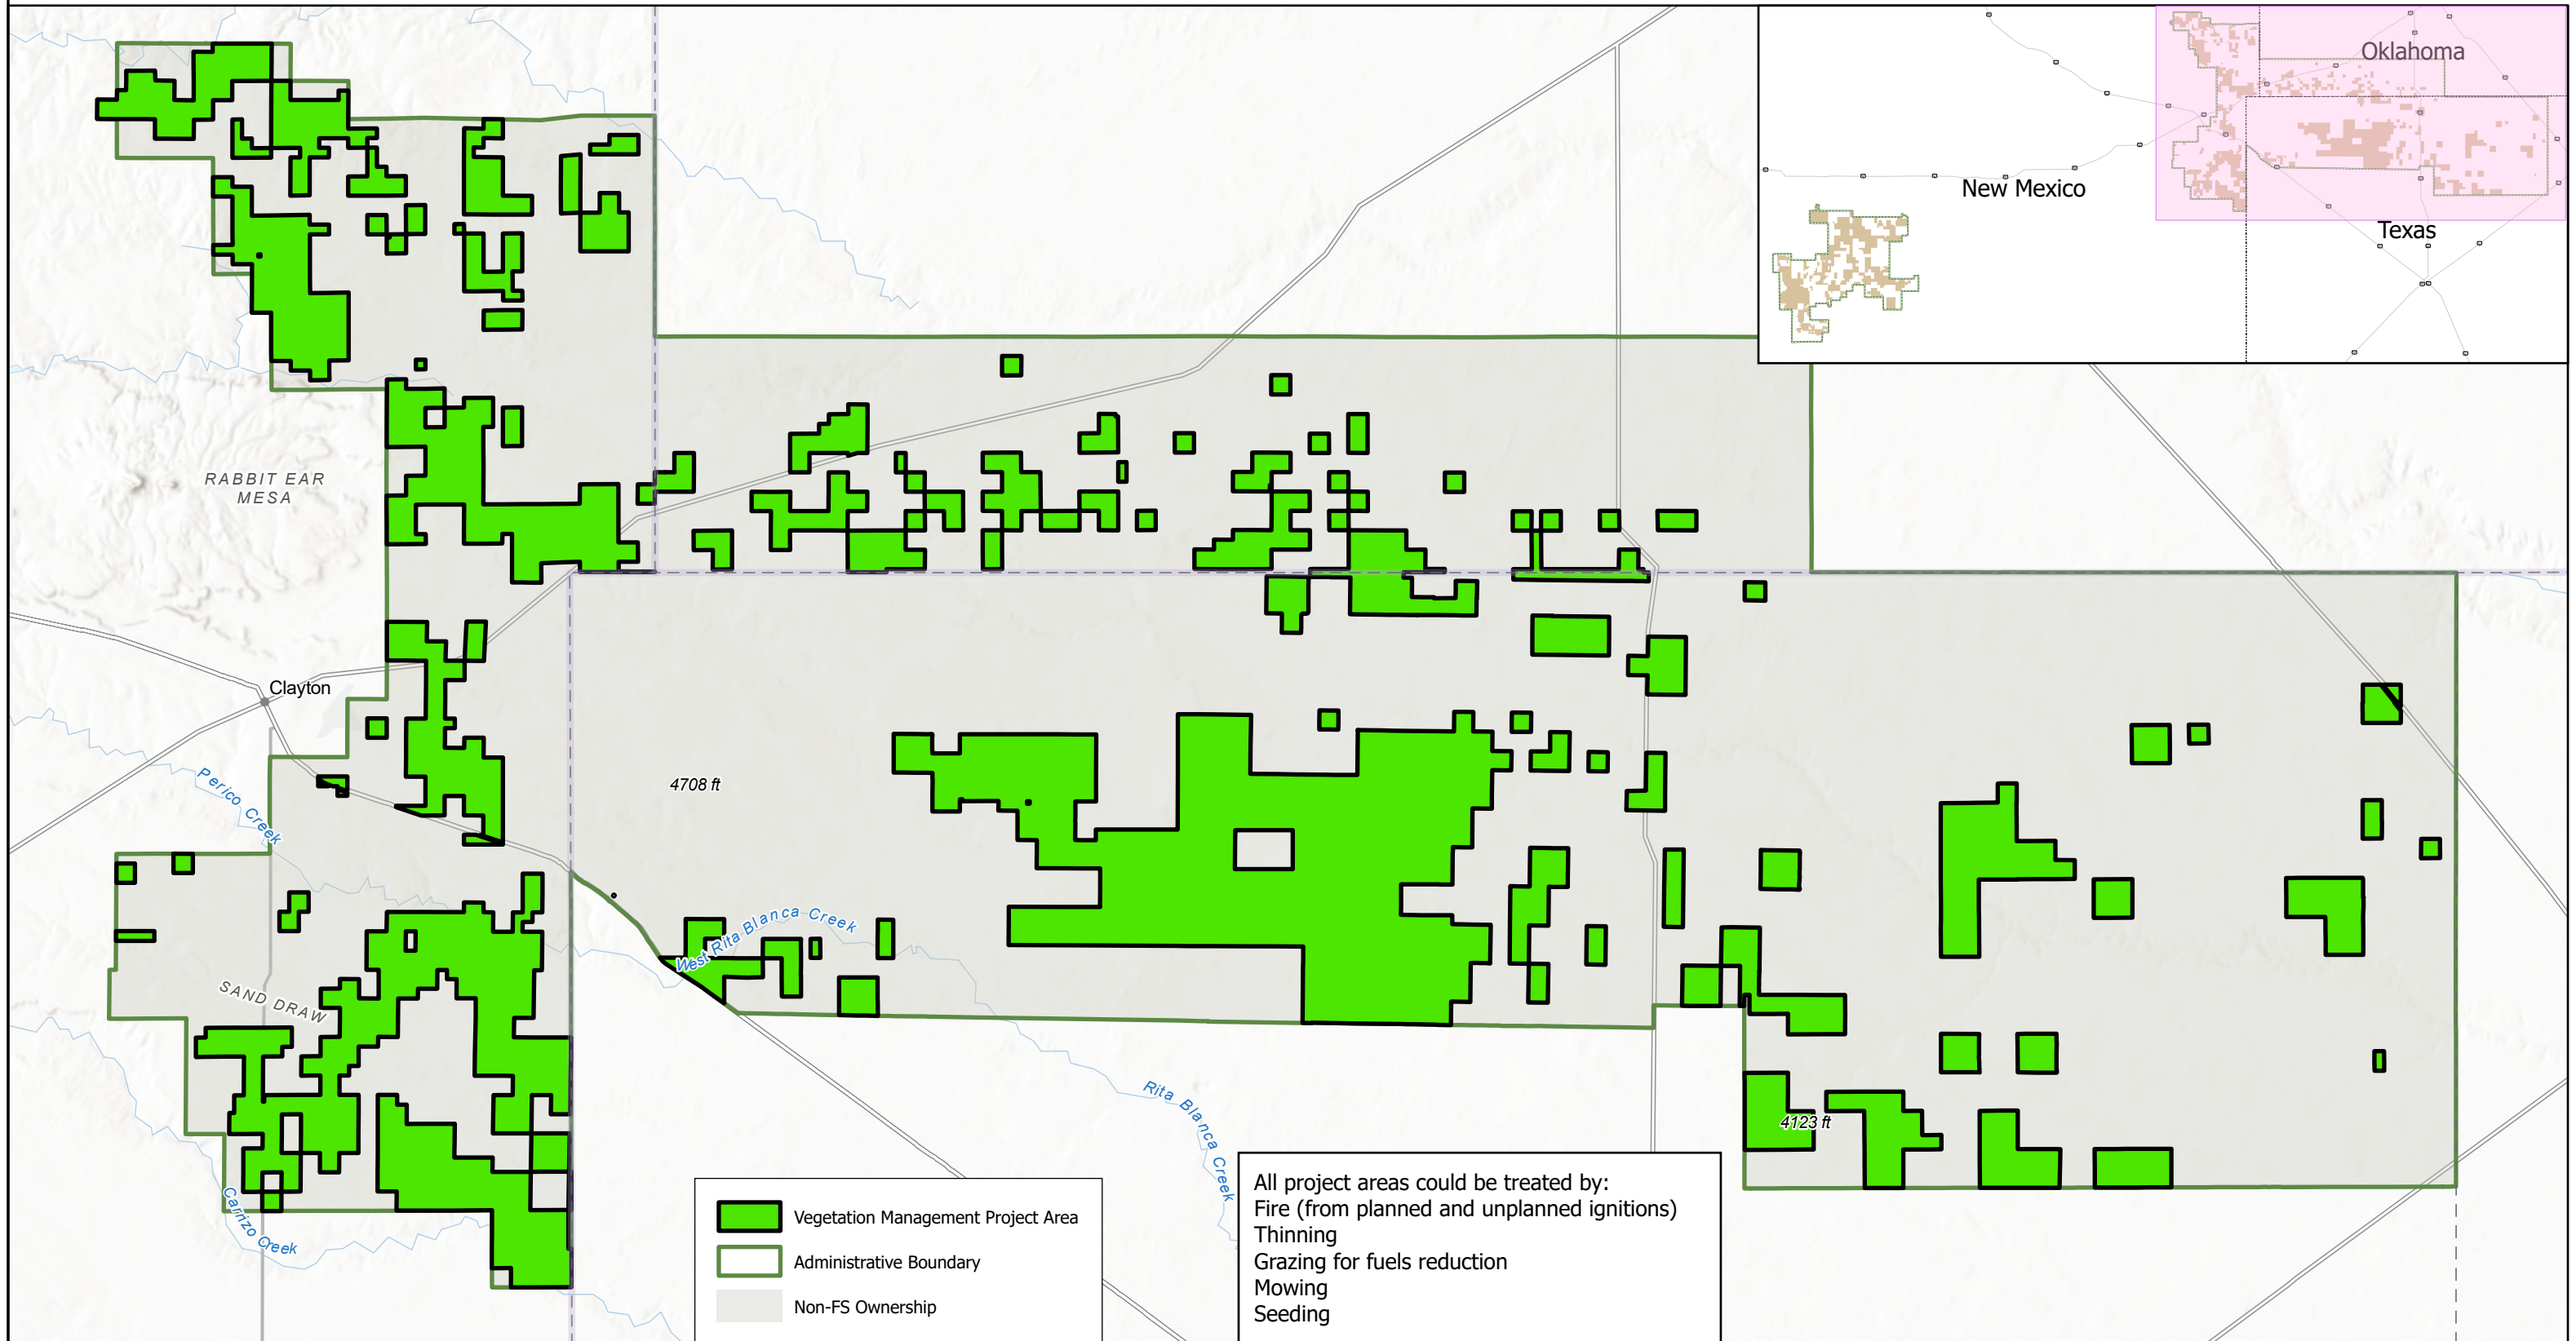 Oklahoma
New Mexico
Texas
RABBIT EAR
MESA
Clayton
Perico Creek
4708 ft
West Rita Blanca Creek
SAND DRAW
Rita Blanca Creek
4123 ft
Carrizo Creek
Vegetation Management Project Area
Administrative Boundary
Non-FS Ownership
All project areas could be treated by:
Fire (from planned and unplanned ignitions)
Thinning
Grazing for fuels reduction
Mowing
Seeding